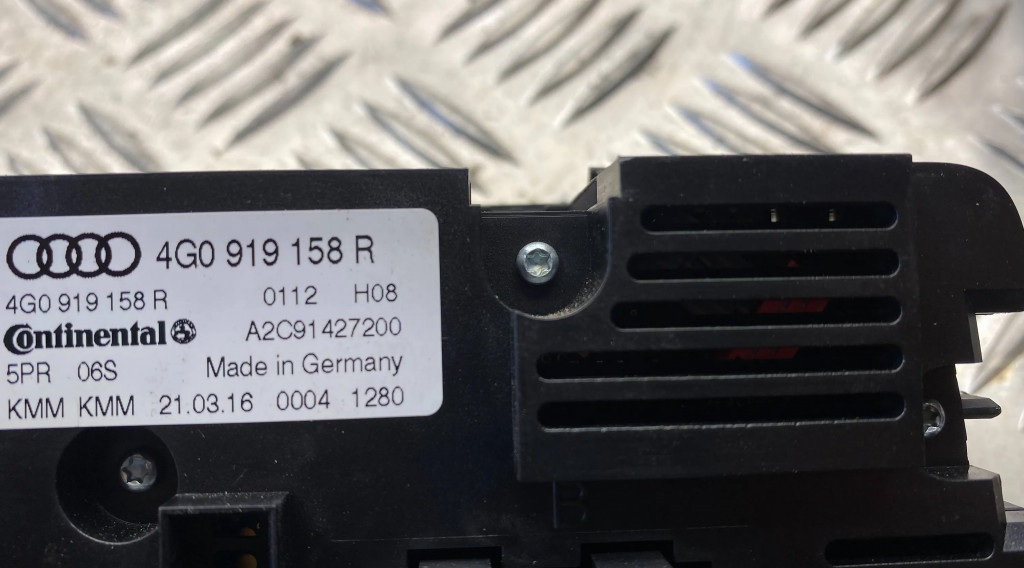 4G0 919 158 R
4G0 919 158 R 0112 H08
Continental A2C91427200
5PR 06S Made in Germany
KMM KMM 21.03.16 0004 1280